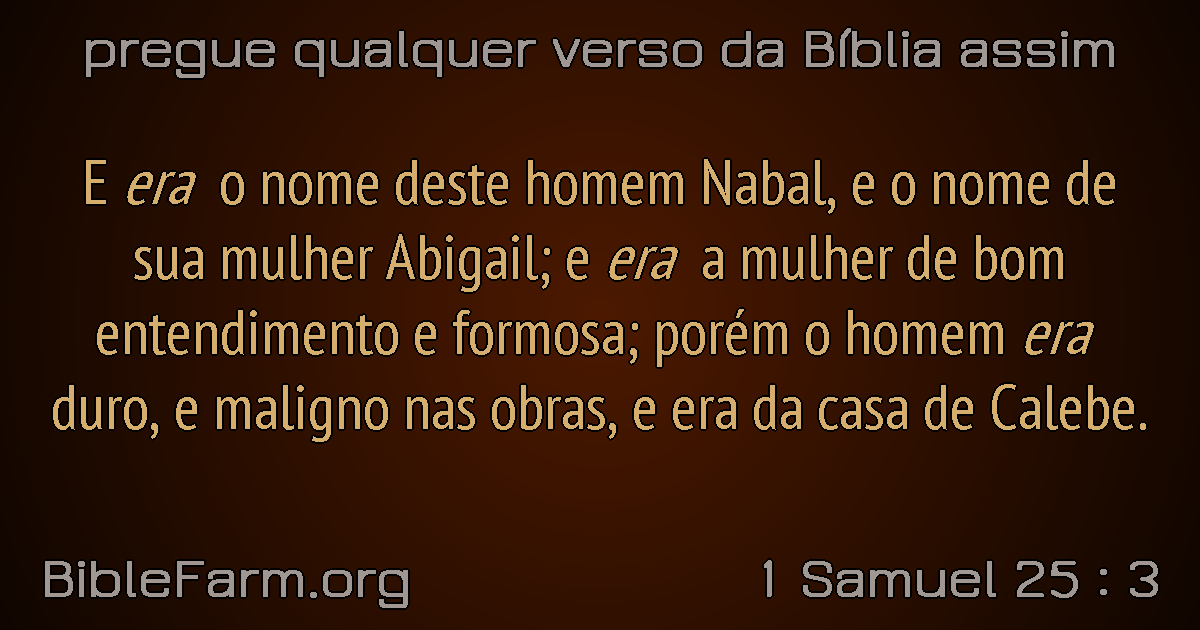 pregue qualquer verso da Bíblia assim
E era o nome deste homem Nabal, e o nome de
sua mulher Abigail; e era a mulher de bom
entendimento e formosa; porém o homem era
duro, e maligno nas obras, e era da casa de Calebe.
BibleFarm.org
1 Samuel 25 : 3